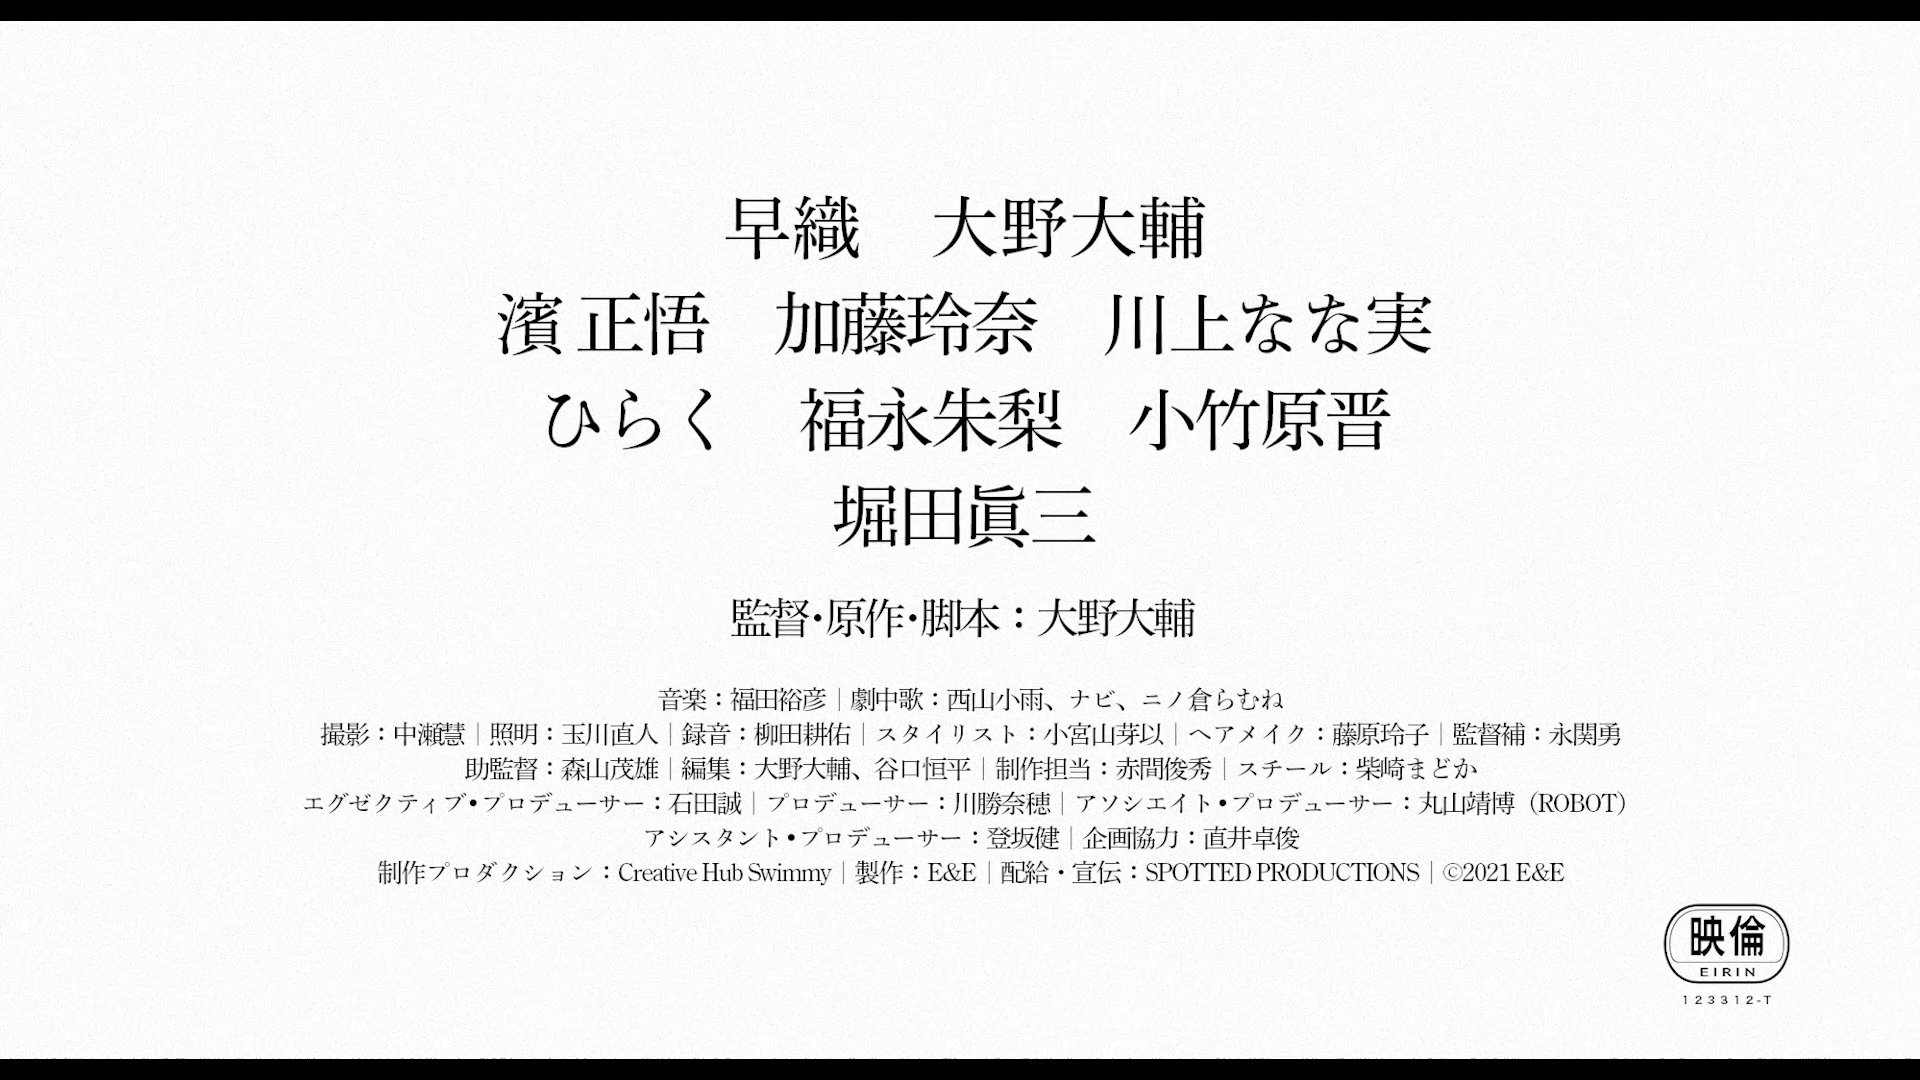 早織　大野大輔
濱 正悟　加藤玲奈　川上なな実
ひらく　福永朱梨　小竹原晋
堀田眞三
監督・原作・脚本：大野大輔
音楽：福田裕彦｜劇中歌：西山小雨、ナビ、ニノ倉らむね
撮影：中瀬慧｜照明：玉川直人｜録音：柳田耕佑｜スタイリスト：小宮山芽以｜ヘアメイク：藤原玲子｜監督補：永関勇
助監督：森山茂雄｜編集：大野大輔、谷口恒平｜制作担当：赤間俊秀｜スチール：柴崎まどか
エグゼクティブ・プロデューサー：石田誠｜プロデューサー：川勝奈穂｜アソシエイト・プロデューサー：丸山靖博（ROBOT）
アシスタント・プロデューサー：登坂健｜企画協力：直井卓俊
制作プロダクション：Creative Hub Swimmy｜製作：E&E｜配給・宣伝：SPOTTED PRODUCTIONS｜©2021 E&E
映倫
EIRIN
123312-T